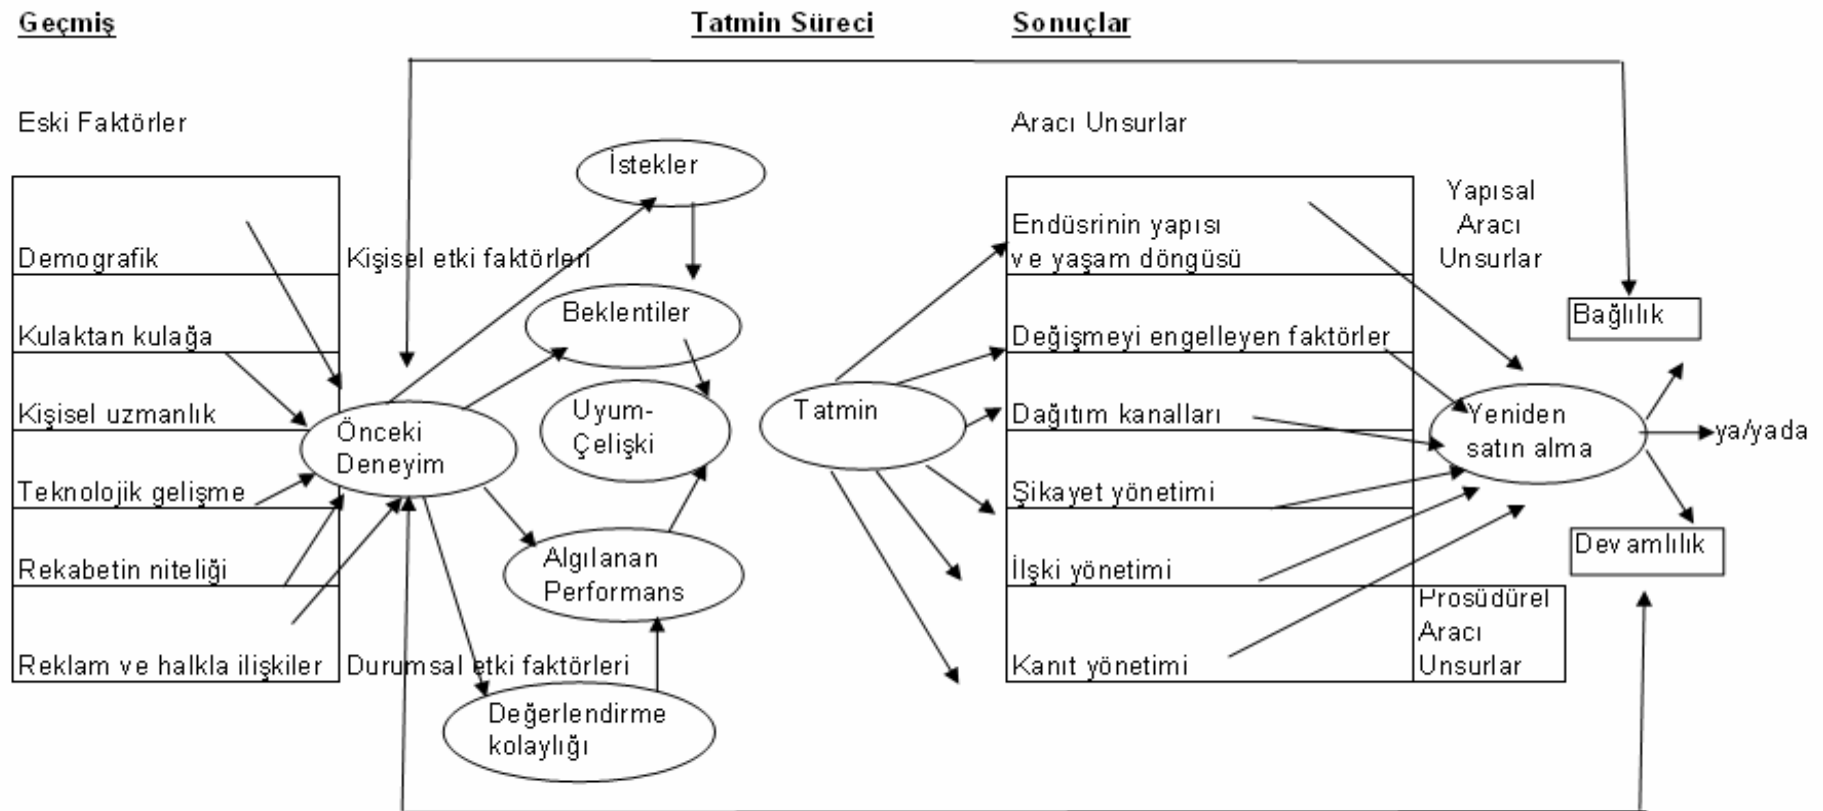 Geçmiş
Tatmin Süreci
Sonuçlar
Eski Faktörler
Aracı Unsurlar
İstekler
Demografik
Kişisel etki faktörleri
Kulaktan kulağa
Kişisel uzmanlık
Teknolojik gelişme
Rekabetin niteliği
Reklam ve halkla ilişkiler
Durumsal etki faktörleri
Önceki
Deneyim
Beklentiler
Uyum-
Çelişki
Algılanan
Performans
Değerlendirme
kolaylığı
Tatmin
Endüsrinin yapısı
ve yaşam döngüsü
Değişmeyi engelleyen faktörler
Dağıtım kanalları
Şikayet yönetimi
İlşki yönetimi
Kanıt yönetimi
Yapısal
Aracı
Unsurlar
Prosüdürel
Aracı
Unsurlar
Yeniden
satın alma
Bağlılık
ya/yada
Devamlılık